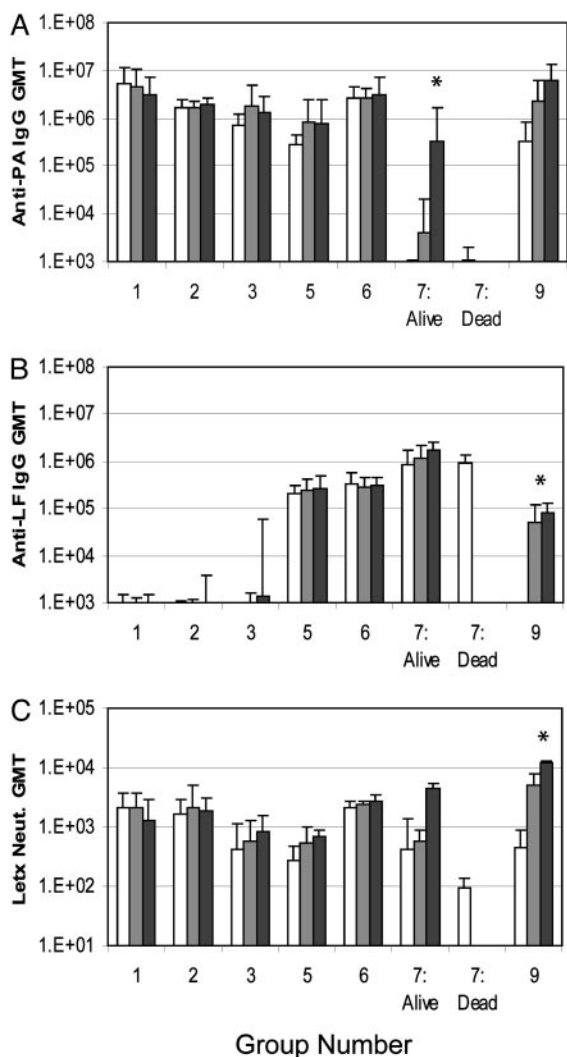 A
Anti-PA IgG GMT
1.E+08
1.E+07
1.E+06
1.E+05
1.E+04
1.E+03
*
1 2 3 5 6 7: Alive 7: Dead 9
B
Anti-LF IgG GMT
1.E+08
1.E+07
1.E+06
1.E+05
1.E+04
1.E+03
*
1 2 3 5 6 7: Alive 7: Dead 9
C
Letx Neut. GMT
1.E+05
1.E+04
1.E+03
1.E+02
1.E+01
*
1 2 3 5 6 7: Alive 7: Dead 9
Group Number